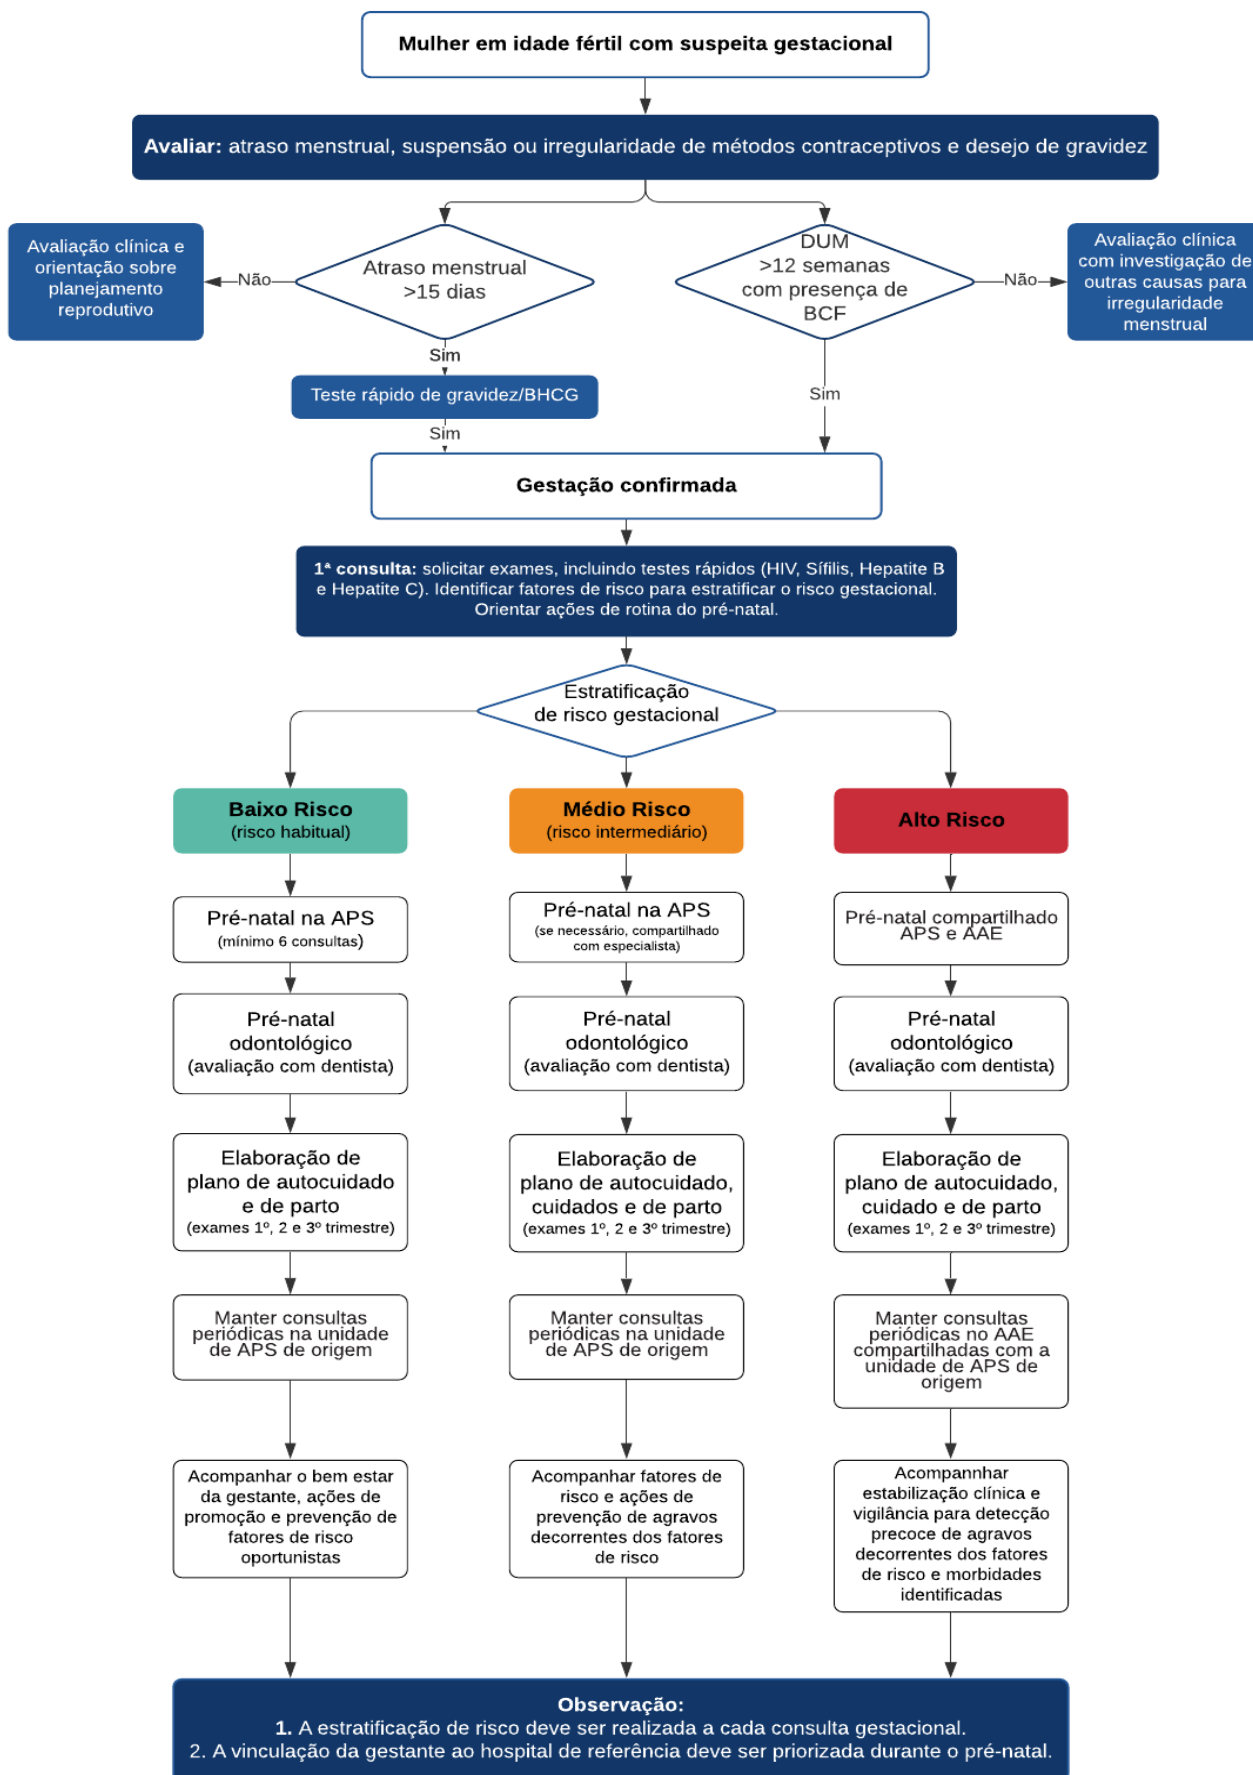 Mulher em idade fértil com suspeita gestacional
Avaliar: atraso menstrual, suspensão ou irregularidade de métodos contraceptivos e desejo de gravidez
Avaliação clínica e
orientação sobre
planejamento
reprodutivo
Não
Atraso menstrual
>15 dias
DUM
>12 semanas
com presença de
BCF
Não
Avaliação clínica
com investigação de
outras causas para
irregularidade
menstrual
Sim
Teste rápido de gravidez/BHCG
Sim
Sim
Gestação confirmada
1ª consulta: solicitar exames, incluindo testes rápidos (HIV, Sífilis, Hepatite B
e Hepatite C). Identificar fatores de risco para estratificar o risco gestacional.
Orientar ações de rotina do pré-natal.
Estratificação
de risco gestacional
Baixo Risco
(risco habitual)
Médio Risco
(risco intermediário)
Alto Risco
Pré-natal na APS
(mínimo 6 consultas)
Pré-natal na APS
(se necessário, compartilhado
com especialista)
Pré-natal compartilhado
APS e AAE
Pré-natal
odontológico
(avaliação com dentista)
Pré-natal
odontológico
(avaliação com dentista)
Pré-natal
odontológico
(avaliação com dentista)
Elaboração de
plano de autocuidado
e de parto
(exames 1º, 2 e 3º trimestre)
Elaboração de
plano de autocuidado,
cuidados e de parto
(exames 1º, 2 e 3º trimestre)
Elaboração de
plano de autocuidado,
cuidado e de parto
(exames 1º, 2 e 3º trimestre)
Manter consultas
periódicas na unidade
de APS de origem
Manter consultas
periódicas na unidade
de APS de origem
Manter consultas
periódicas no AAE
compartilhadas com a
unidade de APS de
origem
Acompanhar o bem estar
da gestante, ações de
promoção e prevenção de
fatores de risco
oportunistas
Acompanhar fatores de
risco e ações de
prevenção de agravos
decorrentes dos fatores
de risco
Acompannhar
estabilização clínica e
vigilância para detecção
precoce de agravos
decorrentes dos fatores
de risco e morbidades
identificadas
Observação:
1. A estratificação de risco deve ser realizada a cada consulta gestacional.
2. A vinculação da gestante ao hospital de referência deve ser priorizada durante o pré-natal.